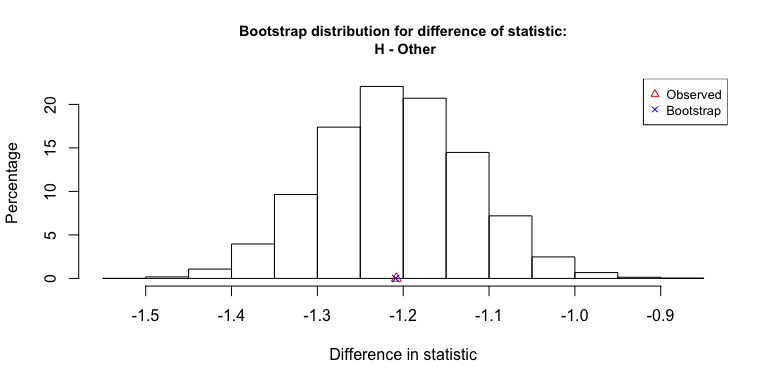 Bootstrap distribution for difference of statistic:
H - Other
Observed
Bootstrap
Percentage
20
15
10
5
0
-1.5 -1.4 -1.3 -1.2 -1.1 -1.0 -0.9
Difference in statistic